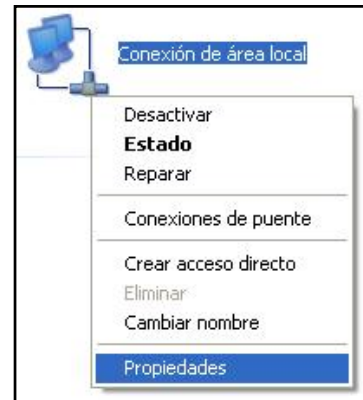 Conexión de área local
Desactivar
Estado
Reparar
Conexiones de puente
Crear acceso directo
Eliminar
Cambiar nombre
Propiedades